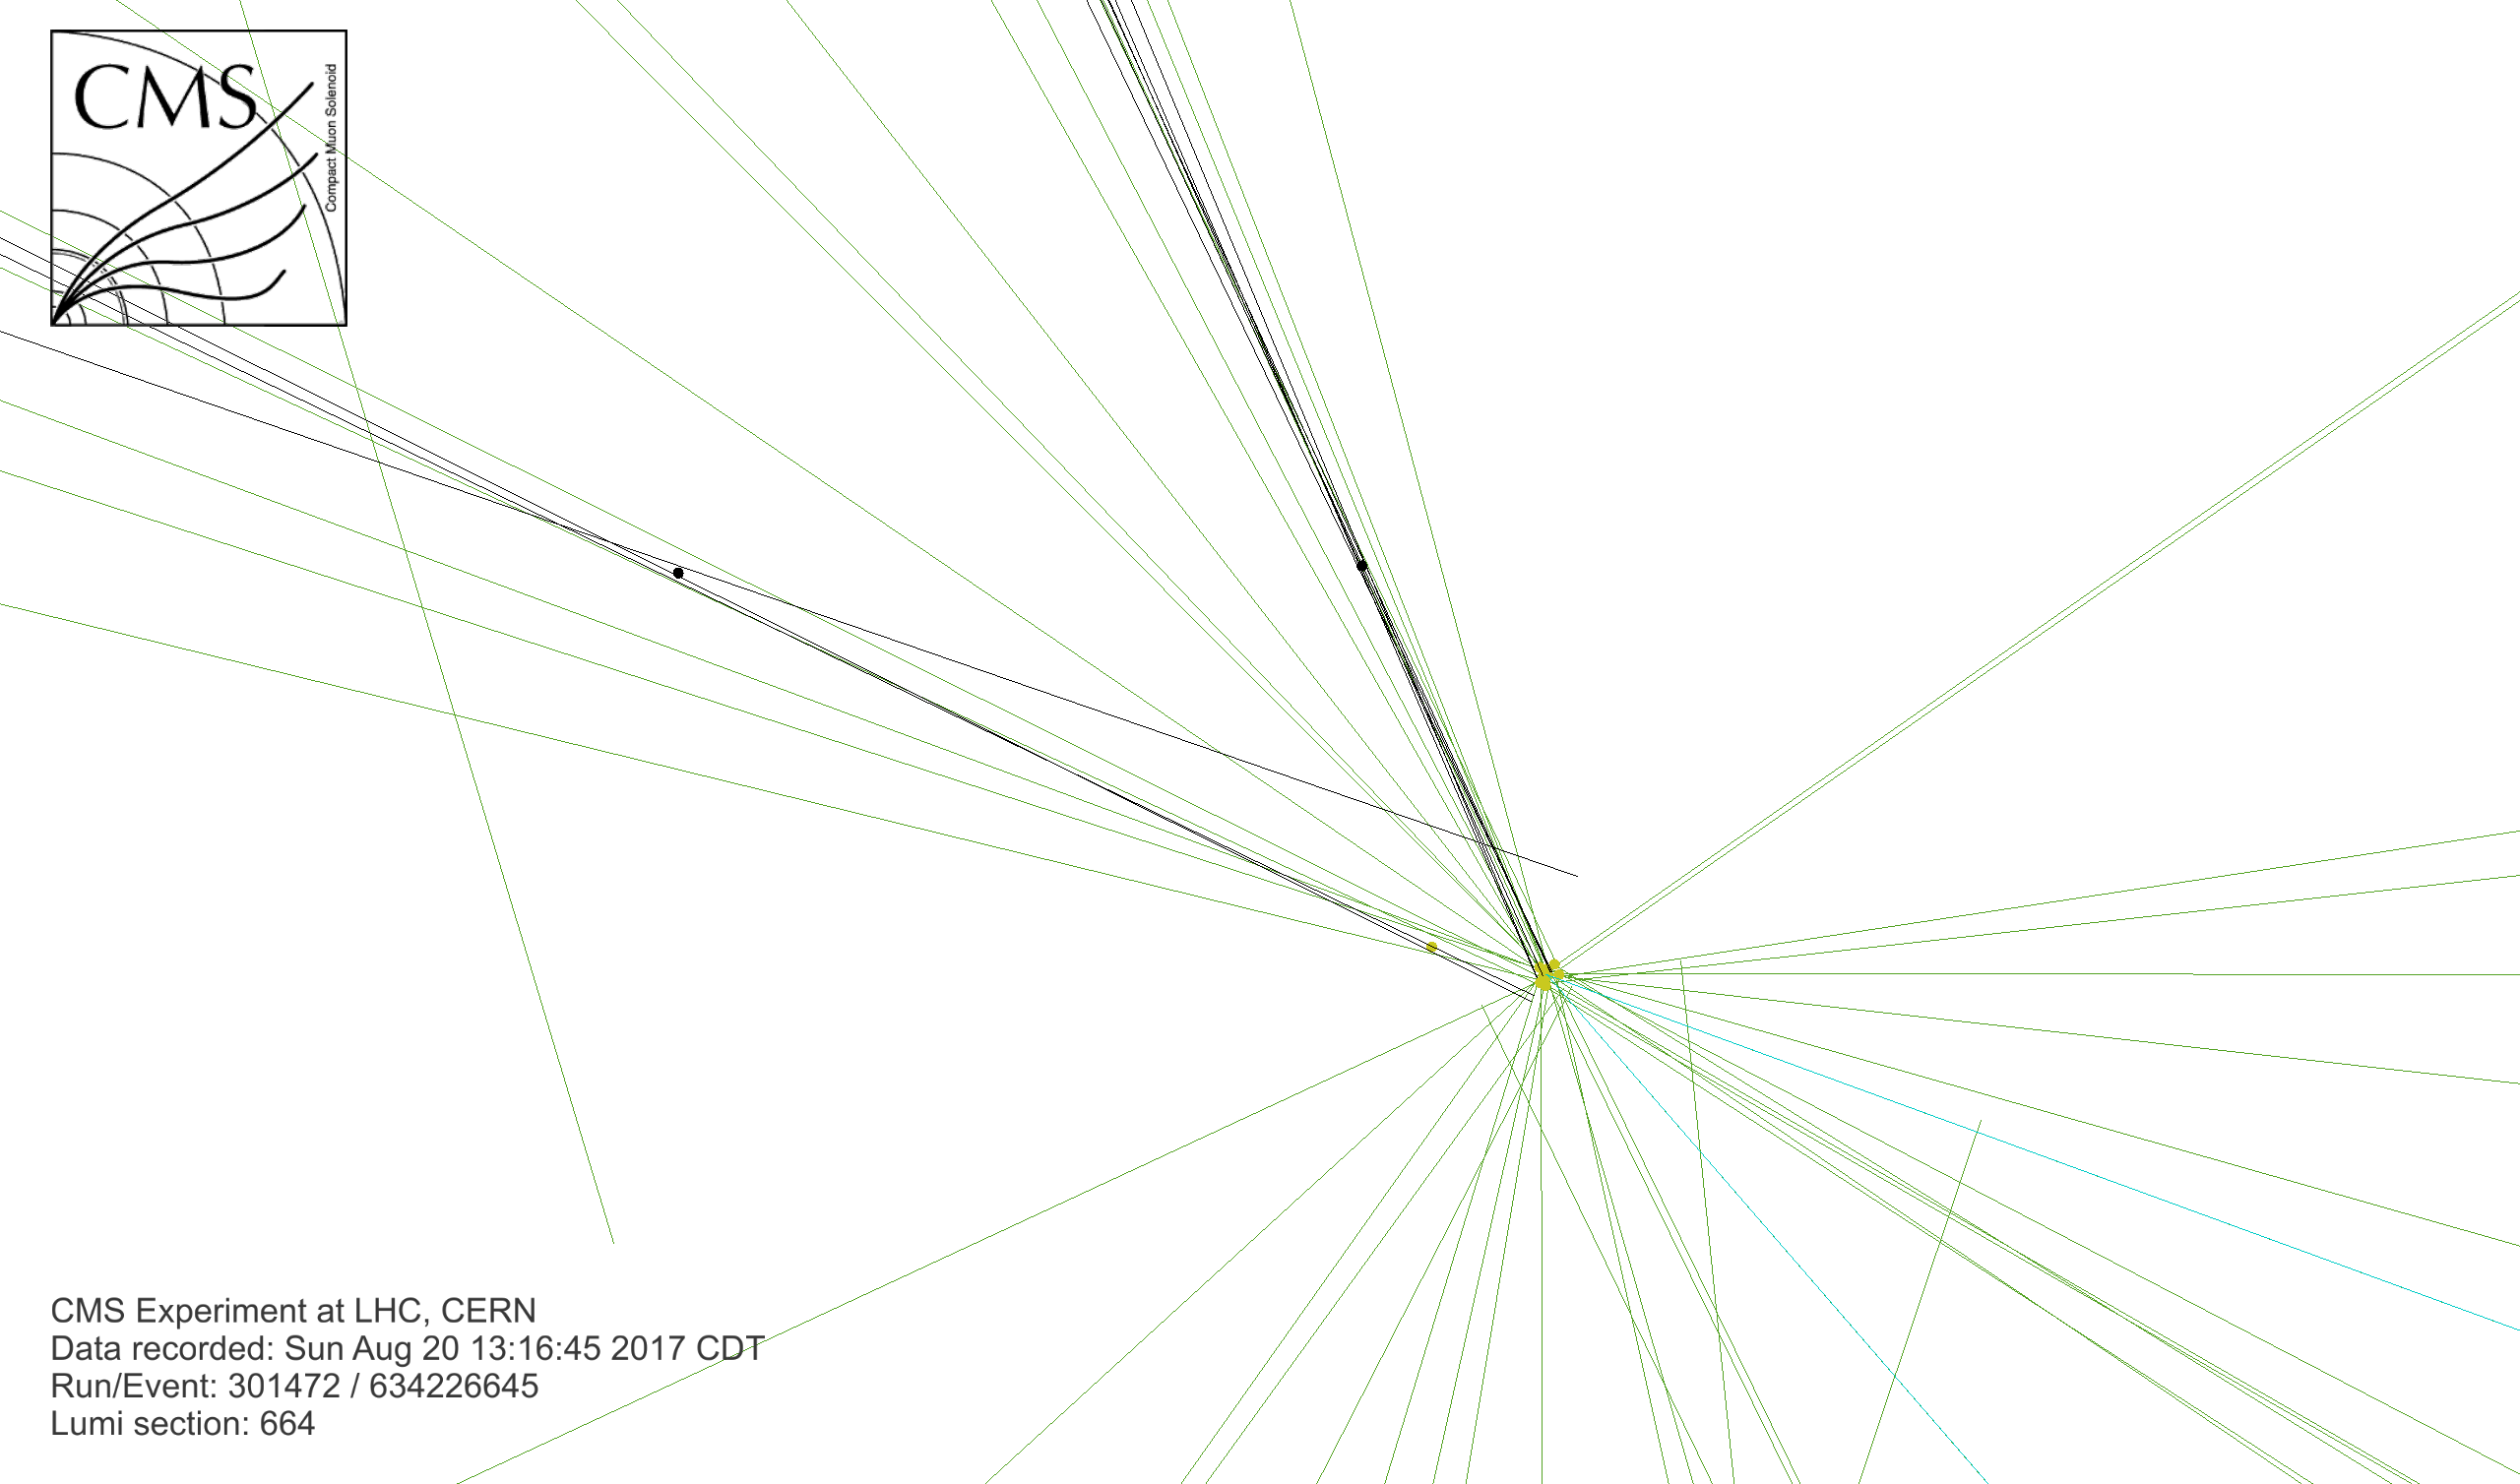 CMS
Compact Muon Solenoid
CMS Experiment at LHC, CERN
Data recorded: Sun Aug 20 13:16:45 2017 CDT
Run/Event: 301472 / 634226645
Lumi section: 664